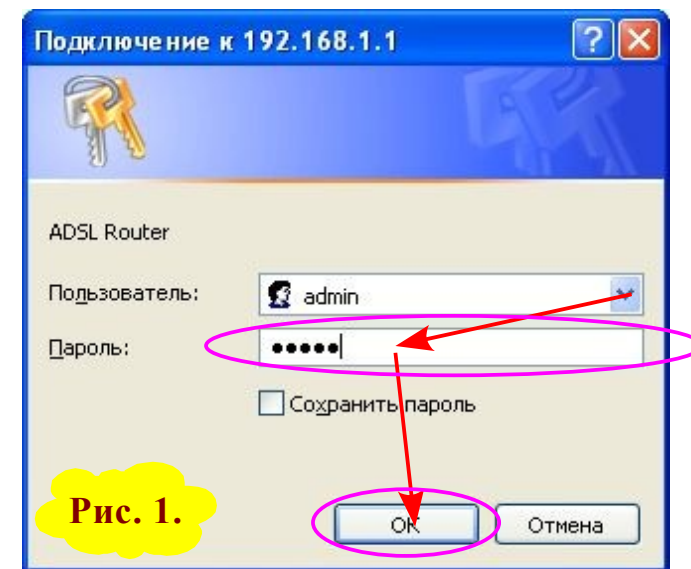 Подключение к 192.168.1.1
ADSL Router
Пользователь: admin
Пароль: •••••
Сохранить пароль
Рис. 1.
OK Отмена